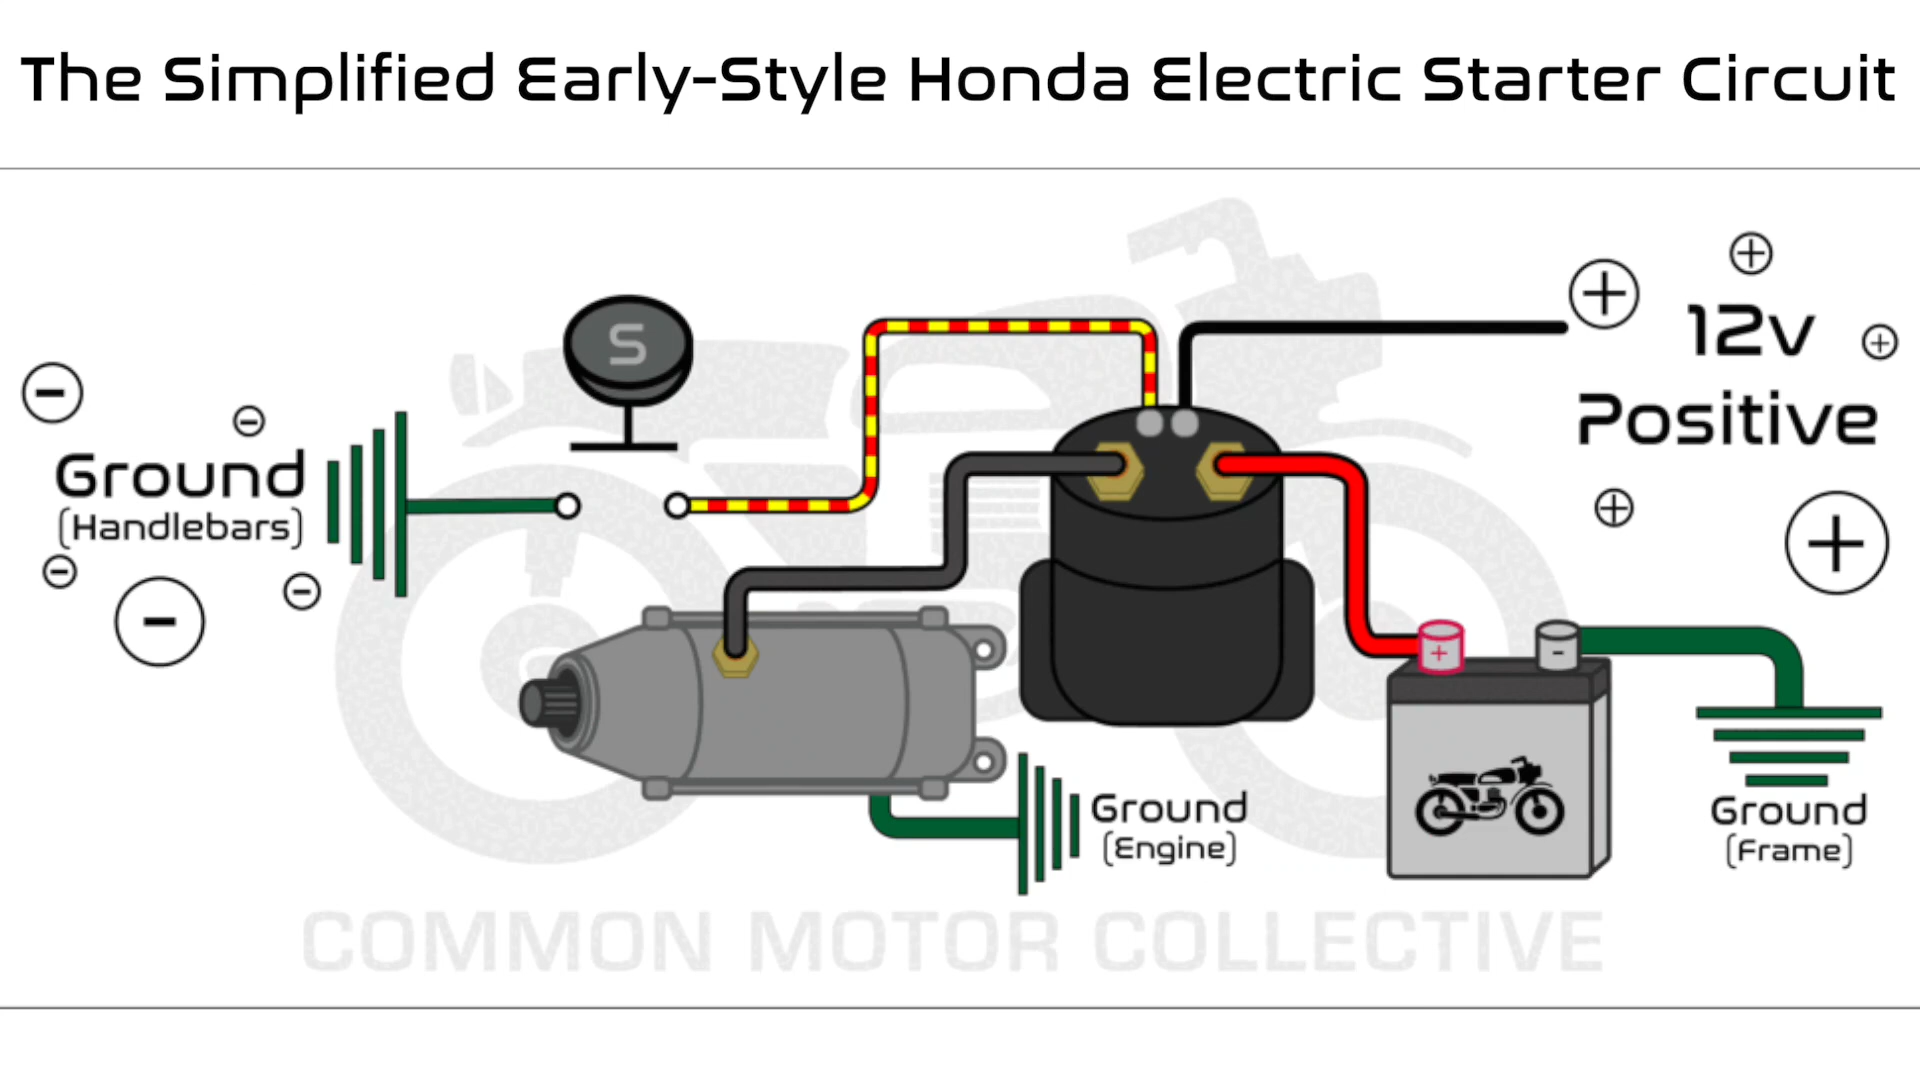 The Simplified Early-Style Honda Electric Starter Circuit
S
12v
Positive
Ground
(Handlebars)
+
-
Ground
(Engine)
Ground
(Frame)
COMMON MOTOR COLLECTIVE